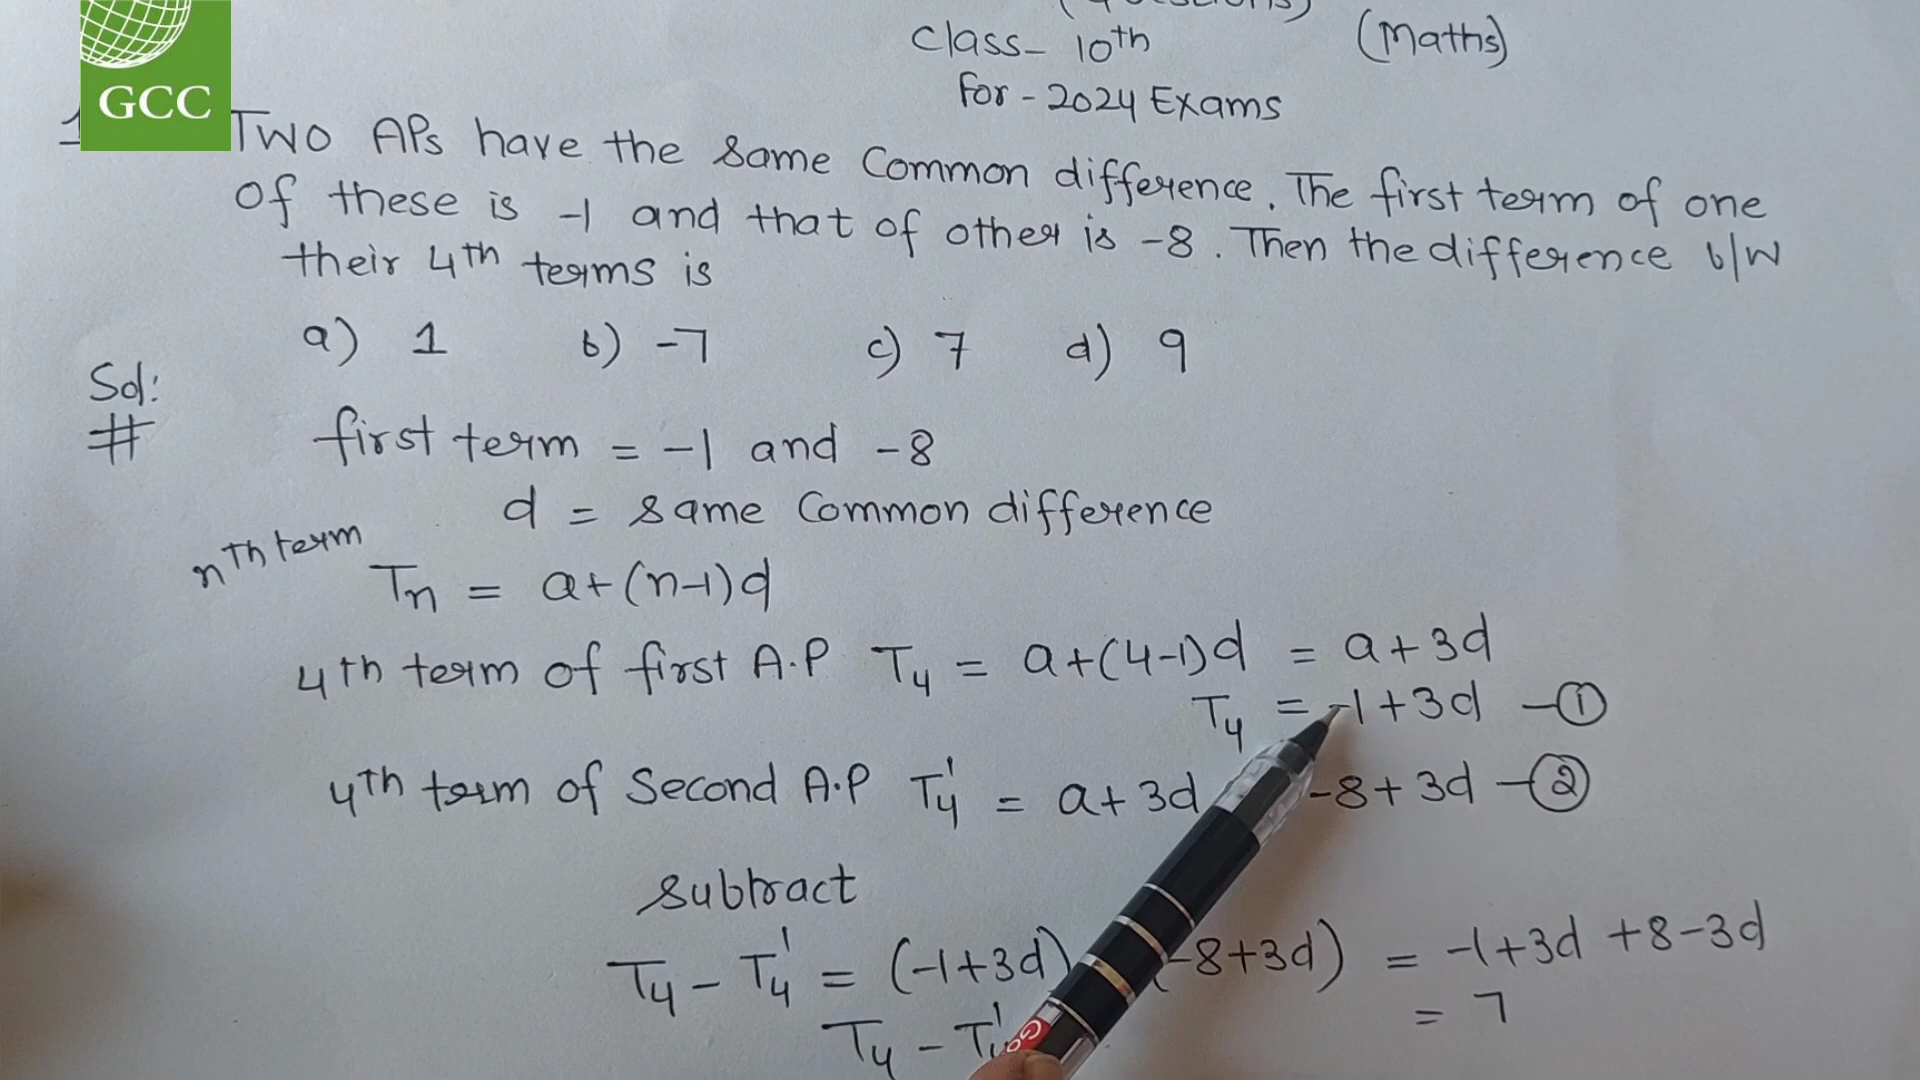 (Questions)
Class- 10th (Maths)
For - 2024 Exams
GCC
Two APs have the same Common difference. The first term of one
of these is -1 and that of other is -8. Then the difference b/w
their 4th terms is
a) 1 b) -7 c) 7 d) 9
Sol:
# first term = -1 and -8
d = same Common difference
nth term
Tn = a+(n-1)d
4th term of first A.P T4 = a+(4-1)d = a+3d
T4 = -1+3d -①
4th term of Second A.P T4' = a+3d -8+3d -②
subtract
T4 - T4' = (-1+3d) -8+3d) = -1+3d +8-3d
= 7
T4 - T4'